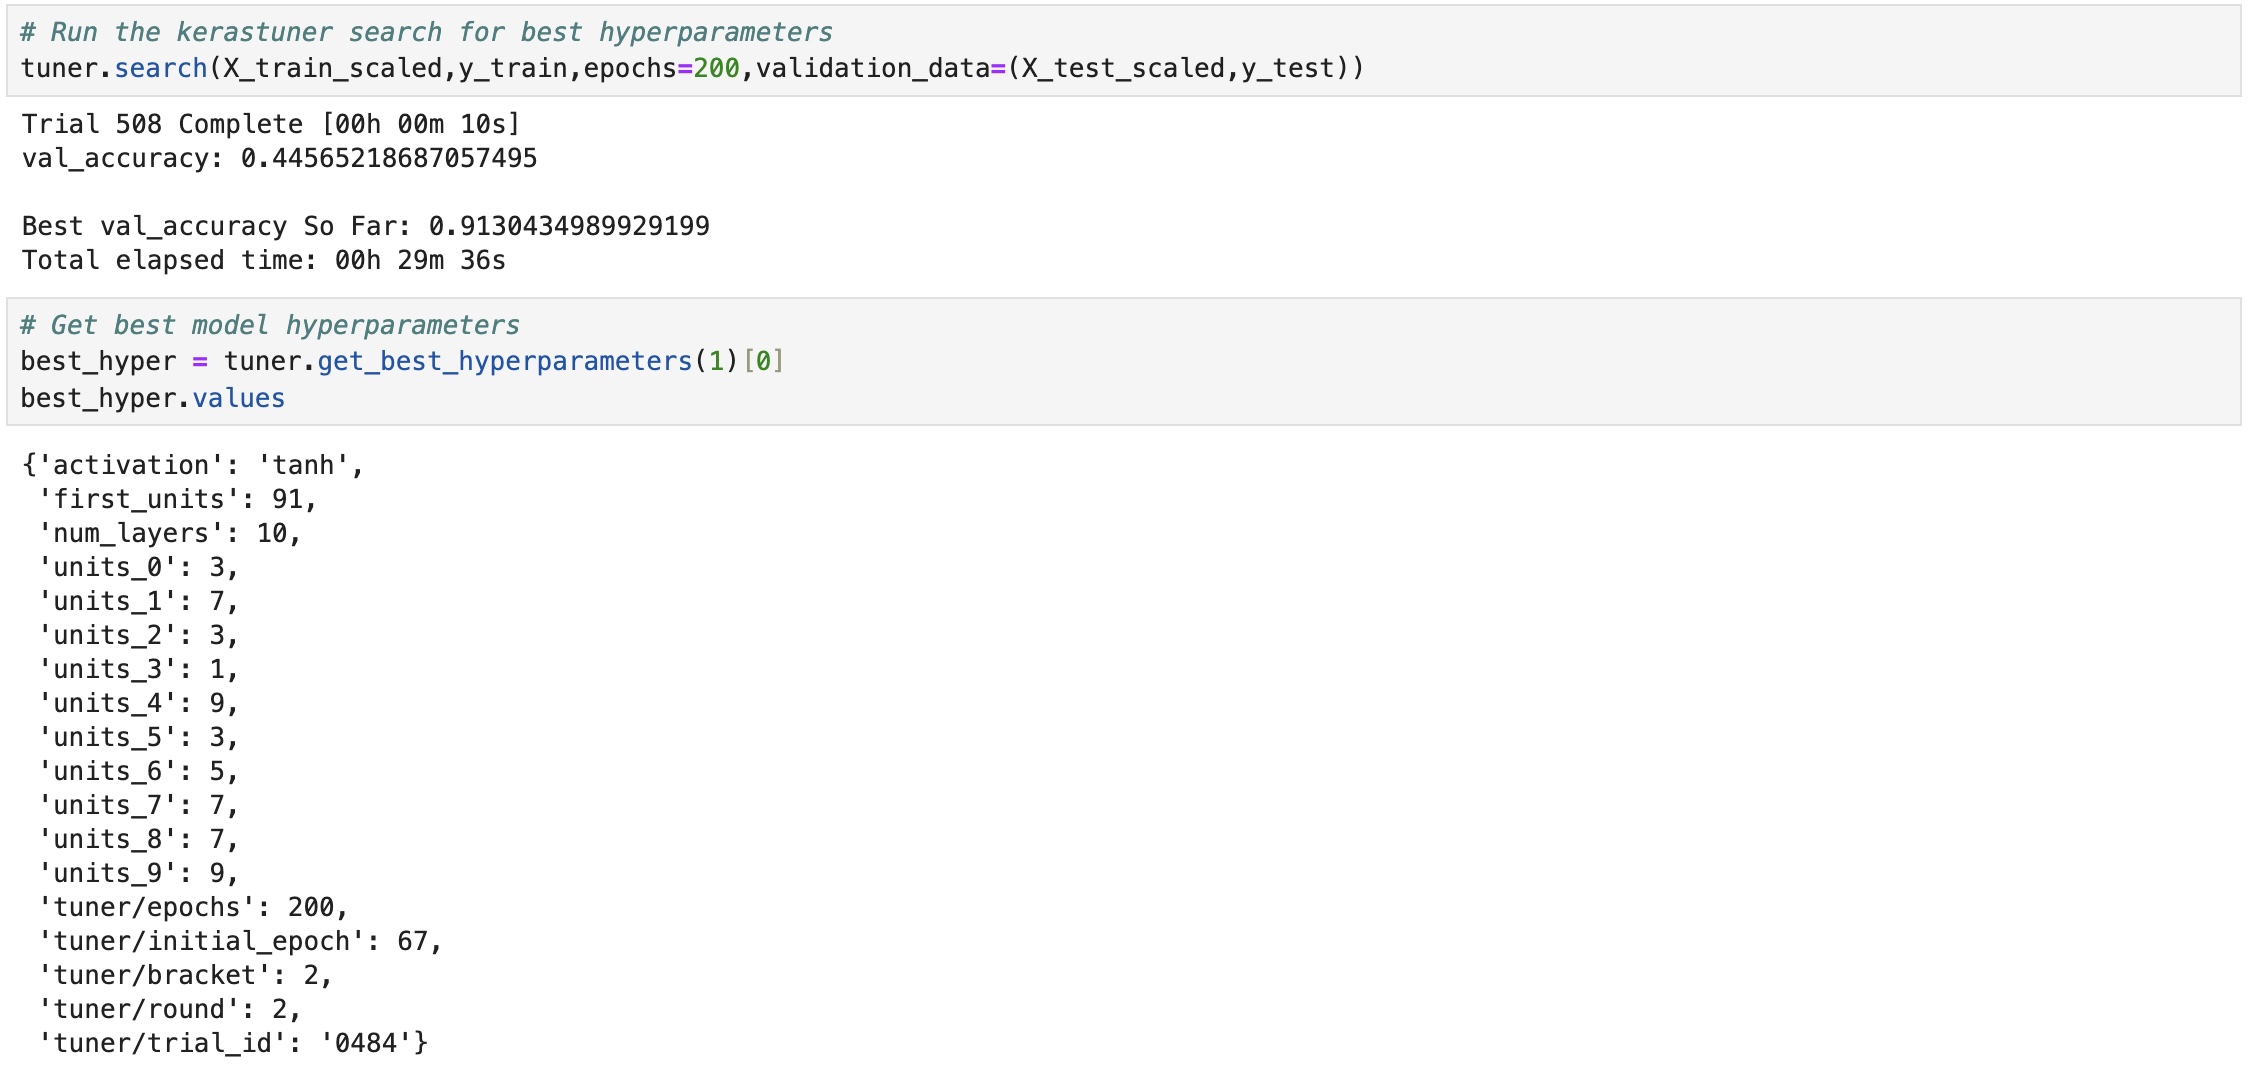 # Run the kerastuner search for best hyperparameters
tuner.search(X_train_scaled,y_train,epochs=200,validation_data=(X_test_scaled,y_test))
Trial 508 Complete [00h 00m 10s]
val_accuracy: 0.44565218687057495
Best val_accuracy So Far: 0.9130434989929199
Total elapsed time: 00h 29m 36s
# Get best model hyperparameters
best_hyper = tuner.get_best_hyperparameters(1)[0]
best_hyper.values
{'activation': 'tanh',
 'first_units': 91,
 'num_layers': 10,
 'units_0': 3,
 'units_1': 7,
 'units_2': 3,
 'units_3': 1,
 'units_4': 9,
 'units_5': 3,
 'units_6': 5,
 'units_7': 7,
 'units_8': 7,
 'units_9': 9,
 'tuner/epochs': 200,
 'tuner/initial_epoch': 67,
 'tuner/bracket': 2,
 'tuner/round': 2,
 'tuner/trial_id': '0484'}